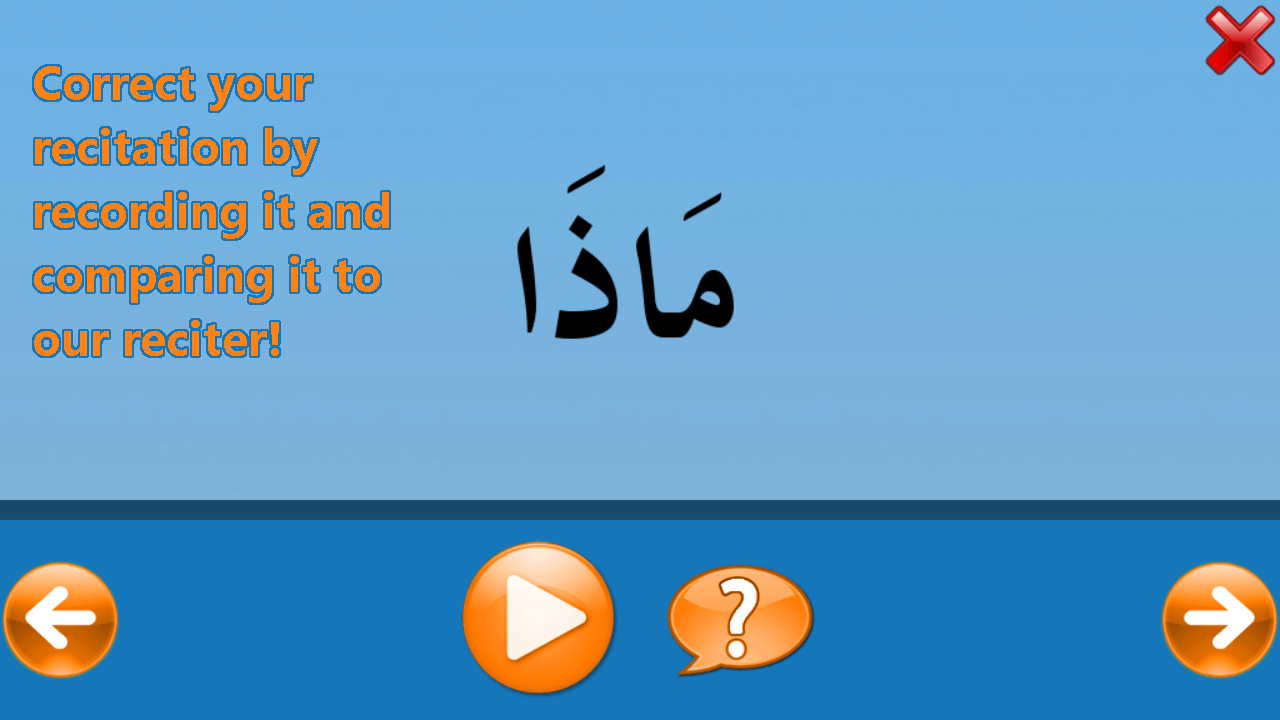 Correct your
recitation by
recording it and
comparing it to
our reciter!
مَاذَا
?